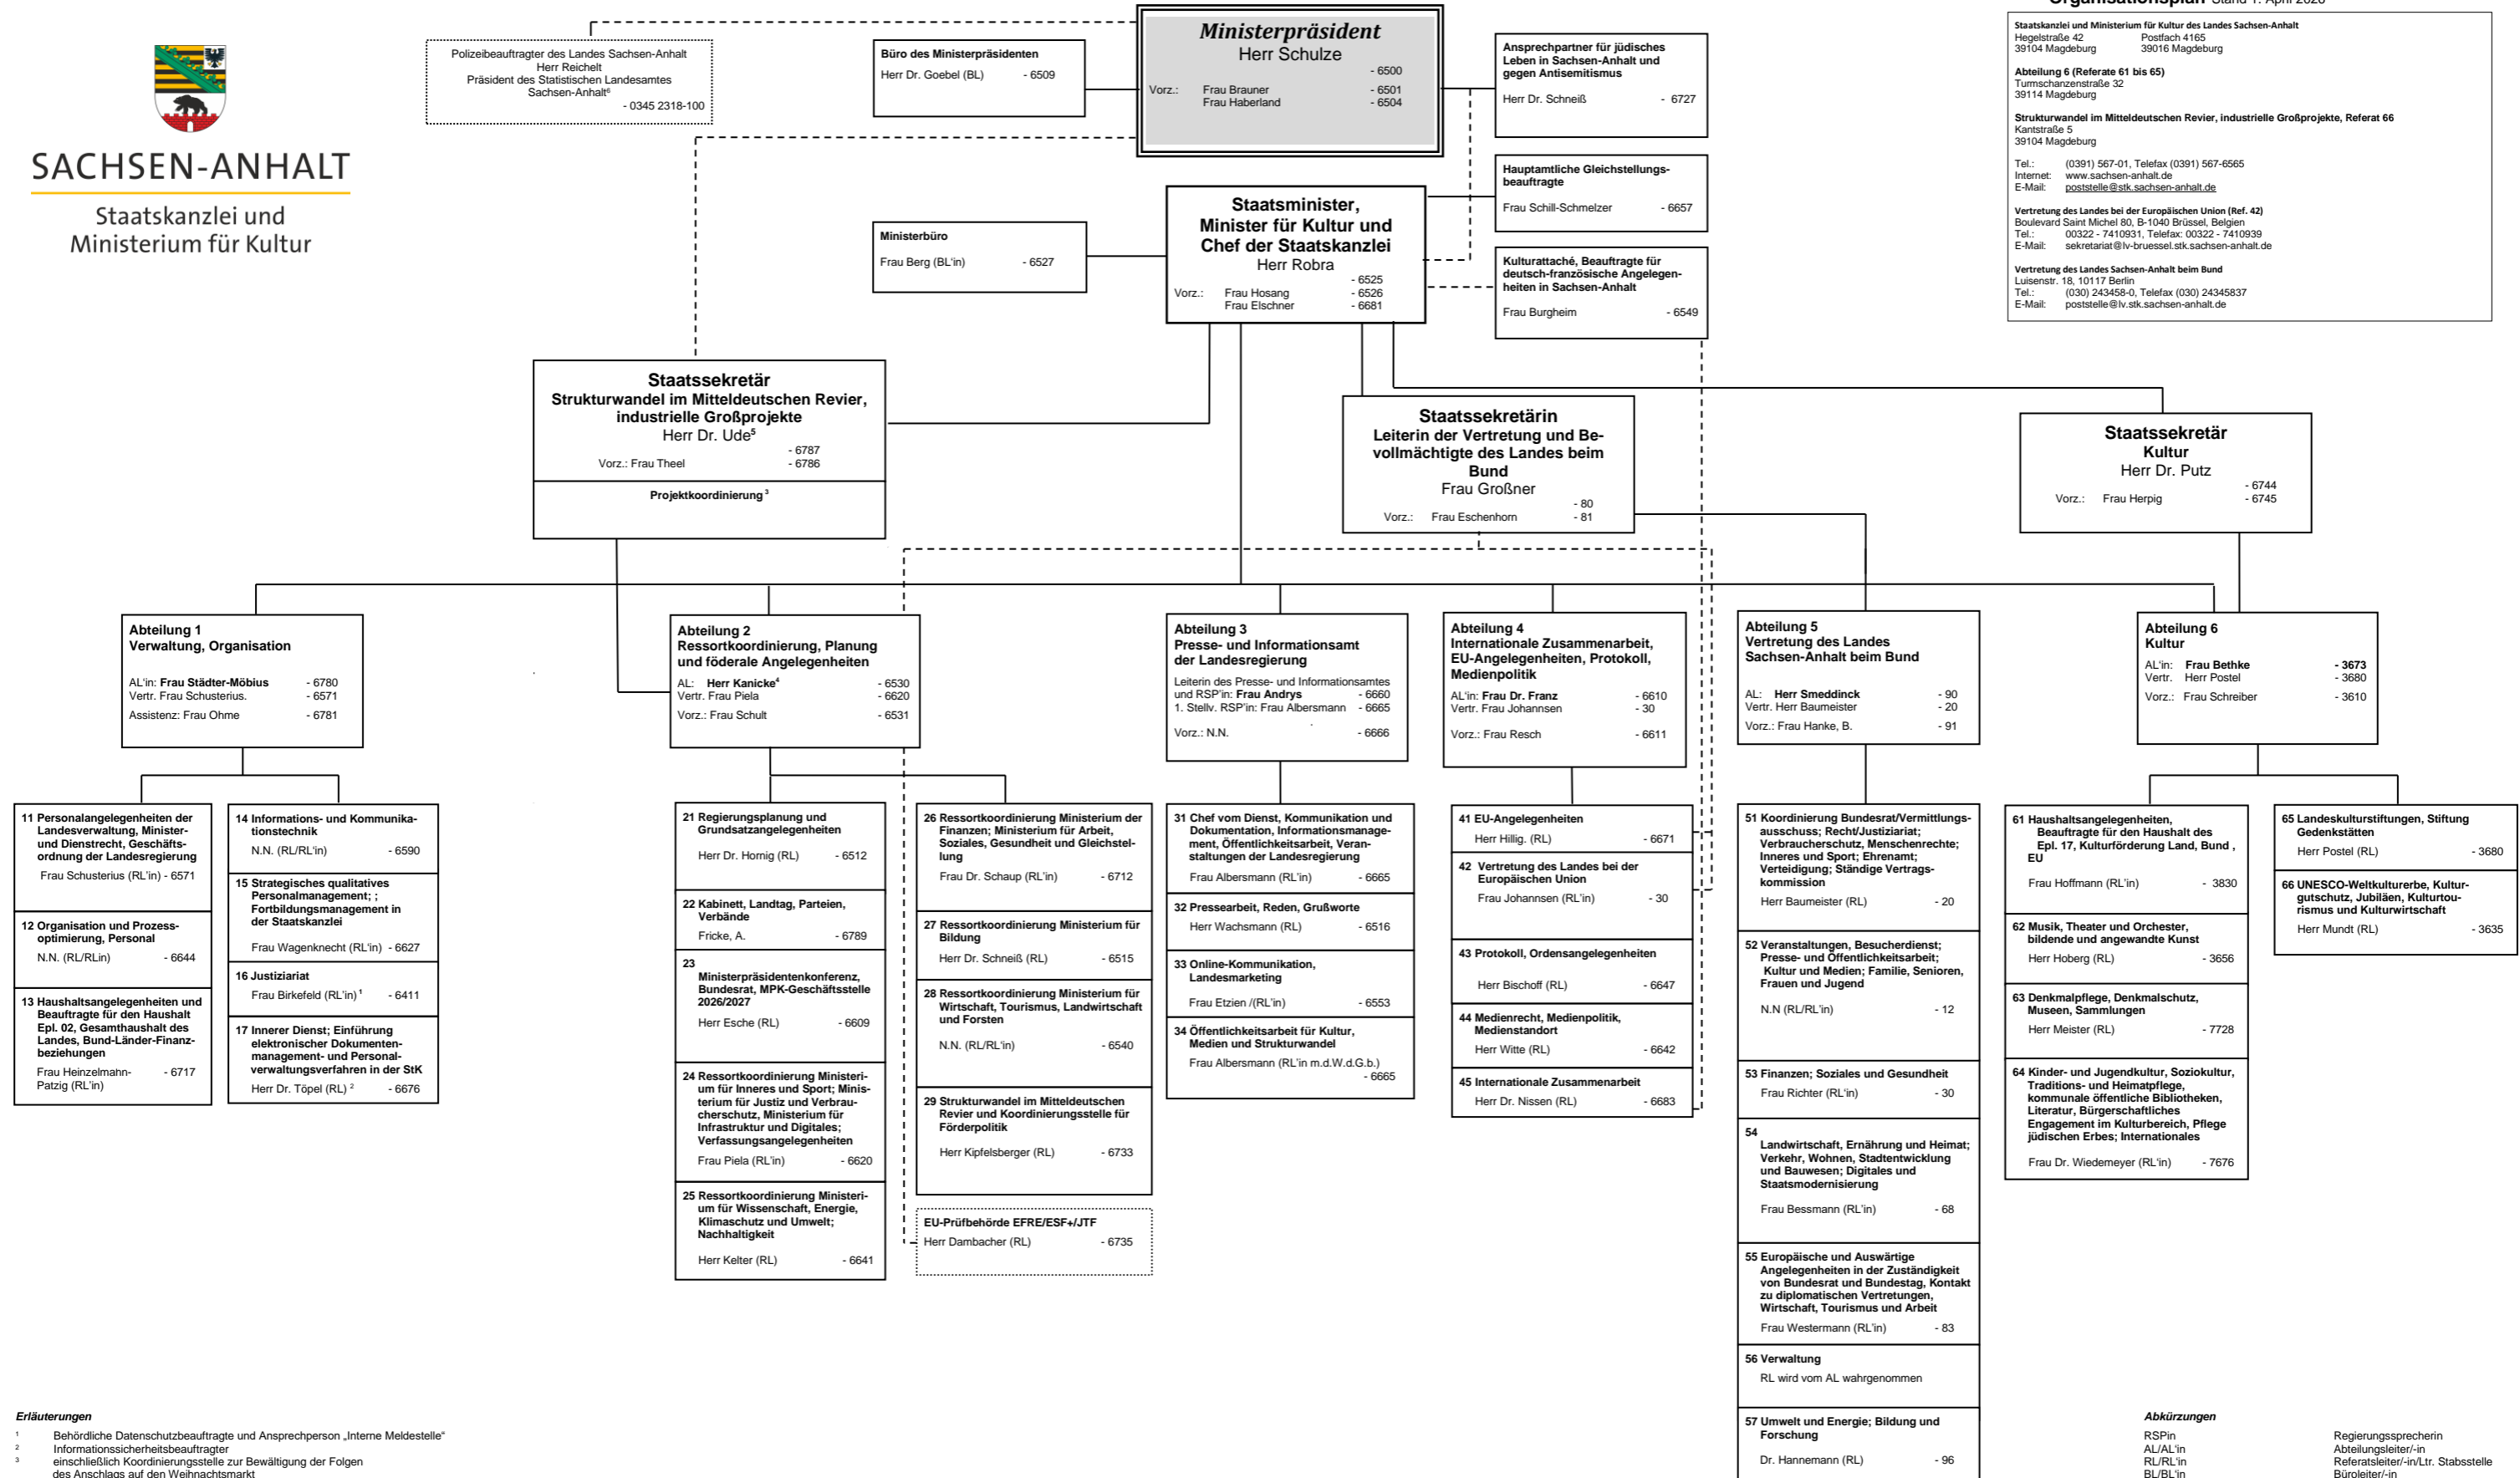 Organisationsplan Stand 1. April 2026
Staatskanzlei und Ministerium für Kultur des Landes Sachsen-Anhalt
Hegelstraße 42 Postfach 4165
39104 Magdeburg 39016 Magdeburg
Abteilung 6 (Referate 61 bis 65)
Turmschanzenstraße 32
39114 Magdeburg
Strukturwandel im Mitteldeutschen Revier, industrielle Großprojekte, Referat 66
Kantstraße 5
39104 Magdeburg
Tel.: (0391) 567-01, Telefax (0391) 567-6565
Internet: www.sachsen-anhalt.de
E-Mail: poststelle@stk.sachsen-anhalt.de
Vertretung des Landes bei der Europäischen Union (Ref. 42)
Boulevard Saint Michel 80, B-1040 Brüssel, Belgien
Tel.: 00322 - 7410931, Telefax: 00322 - 7410939
E-Mail: sekretariat@lv-bruessel.stk.sachsen-anhalt.de
Vertretung des Landes Sachsen-Anhalt beim Bund
Luisenstr. 18, 10117 Berlin
Tel.: (030) 243458-0, Telefax (030) 24345837
E-Mail: poststelle@lv.stk.sachsen-anhalt.de
SACHSEN-ANHALT
Staatskanzlei und
Ministerium für Kultur
Polizeibeauftragter des Landes Sachsen-Anhalt
Herr Reichelt
Präsident des Statistischen Landesamtes
Sachsen-Anhalt⁶
- 0345 2318-100
Büro des Ministerpräsidenten
Herr Dr. Goebel (BL) - 6509
Ministerpräsident
Herr Schulze
- 6500
Vorz.: Frau Brauner - 6501
Frau Haberland - 6504
Ansprechpartner für jüdisches
Leben in Sachsen-Anhalt und
gegen Antisemitismus
Herr Dr. Schneiß - 6727
Hauptamtliche Gleichstellungs-
beauftragte
Frau Schill-Schmelzer - 6657
Kulturattaché, Beauftragte für
deutsch-französische Angelegen-
heiten in Sachsen-Anhalt
Frau Burgheim - 6549
Ministerbüro
Frau Berg (BL'in) - 6527
Staatsminister,
Minister für Kultur und
Chef der Staatskanzlei
Herr Robra
- 6525
Vorz.: Frau Hosang - 6526
Frau Elschner - 6681
Staatssekretär
Strukturwandel im Mitteldeutschen Revier,
industrielle Großprojekte
Herr Dr. Ude⁵
- 6787
Vorz.: Frau Theel - 6786
Projektkoordinierung ³
Staatssekretärin
Leiterin der Vertretung und Be-
vollmächtigte des Landes beim
Bund
Frau Großner
- 80
Vorz.: Frau Eschenhorn - 81
Staatssekretär
Kultur
Herr Dr. Putz
- 6744
Vorz.: Frau Herpig - 6745
Abteilung 1
Verwaltung, Organisation
AL'in: Frau Städter-Möbius - 6780
Vertr. Frau Schusterius. - 6571
Assistenz: Frau Ohme - 6781
Abteilung 2
Ressortkoordinierung, Planung
und föderale Angelegenheiten
AL: Herr Kanicke⁴ - 6530
Vertr. Frau Piela - 6620
Vorz.: Frau Schult - 6531
Abteilung 3
Presse- und Informationsamt
der Landesregierung
Leiterin des Presse- und Informationsamtes
und RSP'in: Frau Andrys - 6660
1. Stellv. RSP'in: Frau Albersmann - 6665
Vorz.: N.N. - 6666
Abteilung 4
Internationale Zusammenarbeit,
EU-Angelegenheiten, Protokoll,
Medienpolitik
AL'in: Frau Dr. Franz - 6610
Vertr. Frau Johannsen - 30
Vorz.: Frau Resch - 6611
Abteilung 5
Vertretung des Landes
Sachsen-Anhalt beim Bund
AL: Herr Smeddinck - 90
Vertr. Herr Baumeister - 20
Vorz.: Frau Hanke, B. - 91
Abteilung 6
Kultur
AL'in: Frau Bethke - 3673
Vertr. Herr Postel - 3680
Vorz.: Frau Schreiber - 3610
11 Personalangelegenheiten der
Landesverwaltung, Minister-
und Dienstrecht, Geschäfts-
ordnung der Landesregierung
Frau Schusterius (RL'in) - 6571
12 Organisation und Prozess-
optimierung, Personal
N.N. (RL/RLin) - 6644
13 Haushaltsangelegenheiten und
Beauftragte für den Haushalt
Epl. 02, Gesamthaushalt des
Landes, Bund-Länder-Finanz-
beziehungen
Frau Heinzelmahn- - 6717
Patzig (RL'in)
14 Informations- und Kommunika-
tionstechnik
N.N. (RL/RL'in) - 6590
15 Strategisches qualitatives
Personalmanagement; ;
Fortbildungsmanagement in
der Staatskanzlei
Frau Wagenknecht (RL'in) - 6627
16 Justiziariat
Frau Birkefeld (RL'in) ¹ - 6411
17 Innerer Dienst; Einführung
elektronischer Dokumenten-
management- und Personal-
verwaltungsverfahren in der StK
Herr Dr. Töpel (RL) ² - 6676
21 Regierungsplanung und
Grundsatzangelegenheiten
Herr Dr. Hornig (RL) - 6512
22 Kabinett, Landtag, Parteien,
Verbände
Fricke, A. - 6789
23
Ministerpräsidentenkonferenz,
Bundesrat, MPK-Geschäftsstelle
2026/2027
Herr Esche (RL) - 6609
24 Ressortkoordinierung Ministeri-
um für Inneres und Sport; Minis-
terium für Justiz und Verbrau-
cherschutz, Ministerium für
Infrastruktur und Digitales;
Verfassungsangelegenheiten
Frau Piela (RL'in) - 6620
25 Ressortkoordinierung Ministeri-
um für Wissenschaft, Energie,
Klimaschutz und Umwelt;
Nachhaltigkeit
Herr Kelter (RL) - 6641
26 Ressortkoordinierung Ministerium der
Finanzen; Ministerium für Arbeit,
Soziales, Gesundheit und Gleichstel-
lung
Frau Dr. Schaup (RL'in) - 6712
27 Ressortkoordinierung Ministerium für
Bildung
Herr Dr. Schneiß (RL) - 6515
28 Ressortkoordinierung Ministerium für
Wirtschaft, Tourismus, Landwirtschaft
und Forsten
N.N. (RL/RL'in) - 6540
29 Strukturwandel im Mitteldeutschen
Revier und Koordinierungsstelle für
Förderpolitik
Herr Kipfelsberger (RL) - 6733
EU-Prüfbehörde EFRE/ESF+/JTF
Herr Dambacher (RL) - 6735
31 Chef vom Dienst, Kommunikation und
Dokumentation, Informationsmanage-
ment, Öffentlichkeitsarbeit, Veran-
staltungen der Landesregierung
Frau Albersmann (RL'in) - 6665
32 Pressearbeit, Reden, Grußworte
Herr Wachsmann (RL) - 6516
33 Online-Kommunikation,
Landesmarketing
Frau Etzien /(RL'in) - 6553
34 Öffentlichkeitsarbeit für Kultur,
Medien und Strukturwandel
Frau Albersmann (RL'in m.d.W.d.G.b.)
- 6665
41 EU-Angelegenheiten
Herr Hillig. (RL) - 6671
42 Vertretung des Landes bei der
Europäischen Union
Frau Johannsen (RL'in) - 30
43 Protokoll, Ordensangelegenheiten
Herr Bischoff (RL) - 6647
44 Medienrecht, Medienpolitik,
Medienstandort
Herr Witte (RL) - 6642
45 Internationale Zusammenarbeit
Herr Dr. Nissen (RL) - 6683
51 Koordinierung Bundesrat/Vermittlungs-
ausschuss; Recht/Justiziariat;
Verbraucherschutz, Menschenrechte;
Inneres und Sport; Ehrenamt;
Verteidigung; Ständige Vertrags-
kommission
Herr Baumeister (RL) - 20
52 Veranstaltungen, Besucherdienst;
Presse- und Öffentlichkeitsarbeit;
Kultur und Medien; Familie, Senioren,
Frauen und Jugend
N.N (RL/RL'in) - 12
53 Finanzen; Soziales und Gesundheit
Frau Richter (RL'in) - 30
54
Landwirtschaft, Ernährung und Heimat;
Verkehr, Wohnen, Stadtentwicklung
und Bauwesen; Digitales und
Staatsmodernisierung
Frau Bessmann (RL'in) - 68
55 Europäische und Auswärtige
Angelegenheiten in der Zuständigkeit
von Bundesrat und Bundestag, Kontakt
zu diplomatischen Vertretungen,
Wirtschaft, Tourismus und Arbeit
Frau Westermann (RL'in) - 83
56 Verwaltung
RL wird vom AL wahrgenommen
57 Umwelt und Energie; Bildung und
Forschung
Dr. Hannemann (RL) - 96
61 Haushaltsangelegenheiten,
Beauftragte für den Haushalt des
Epl. 17, Kulturförderung Land, Bund ,
EU
Frau Hoffmann (RL'in) - 3830
62 Musik, Theater und Orchester,
bildende und angewandte Kunst
Herr Hoberg (RL) - 3656
63 Denkmalpflege, Denkmalschutz,
Museen, Sammlungen
Herr Meister (RL) - 7728
64 Kinder- und Jugendkultur, Soziokultur,
Traditions- und Heimatpflege,
kommunale öffentliche Bibliotheken,
Literatur, Bürgerschaftliches
Engagement im Kulturbereich, Pflege
jüdischen Erbes; Internationales
Frau Dr. Wiedemeyer (RL'in) - 7676
65 Landeskulturstiftungen, Stiftung
Gedenkstätten
Herr Postel (RL) - 3680
66 UNESCO-Weltkulturerbe, Kultur-
gutschutz, Jubiläen, Kulturtou-
rismus und Kulturwirtschaft
Herr Mundt (RL) - 3635
Erläuterungen
¹ Behördliche Datenschutzbeauftragte und Ansprechperson „Interne Meldestelle“
² Informationssicherheitsbeauftragter
³ einschließlich Koordinierungsstelle zur Bewältigung der Folgen
des Anschlags auf den Weihnachtsmarkt
Abkürzungen
RSPin Regierungssprecherin
AL/AL'in Abteilungsleiter/-in
RL/RL'in Referatsleiter/-in/Ltr. Stabsstelle
BL/BL'in Büroleiter/-in